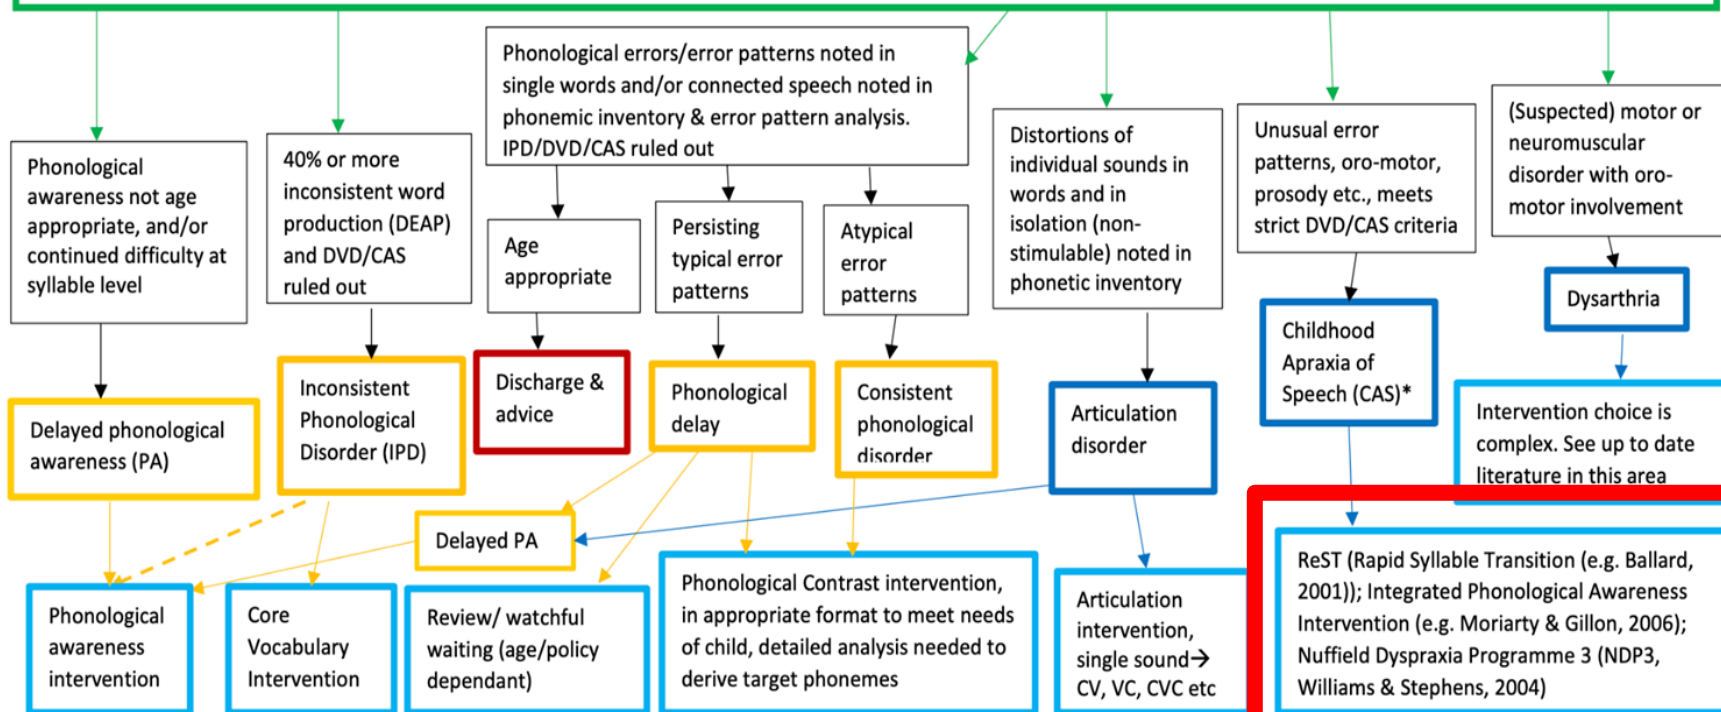 Phonological errors/error patterns noted in
single words and/or connected speech noted in
phonemic inventory & error pattern analysis.
IPD/DVD/CAS ruled out
Phonological
awareness not age
appropriate, and/or
continued difficulty at
syllable level
40% or more
inconsistent word
production (DEAP)
and DVD/CAS
ruled out
Age
appropriate
Persisting
typical error
patterns
Atypical
error
patterns
Distortions of
individual sounds in
words and in
isolation (non-
stimulable) noted in
phonetic inventory
Unusual error
patterns, oro-motor,
prosody etc., meets
strict DVD/CAS criteria
(Suspected) motor or
neuromuscular
disorder with oro-
motor involvement
Delayed phonological
awareness (PA)
Inconsistent
Phonological
Disorder (IPD)
Discharge &
advice
Phonological
delay
Consistent
phonological
disorder
Articulation
disorder
Childhood
Apraxia of
Speech (CAS)*
Dysarthria
Intervention choice is
complex. See up to date
literature in this area
Delayed PA
Phonological
awareness
intervention
Core
Vocabulary
Intervention
Review/ watchful
waiting (age/policy
dependant)
Phonological Contrast intervention,
in appropriate format to meet needs
of child, detailed analysis needed to
derive target phonemes
Articulation
intervention,
single sound→
CV, VC, CVC etc
ReST (Rapid Syllable Transition (e.g. Ballard,
2001)); Integrated Phonological Awareness
Intervention (e.g. Moriarty & Gillon, 2006);
Nuffield Dyspraxia Programme 3 (NDP3,
Williams & Stephens, 2004)